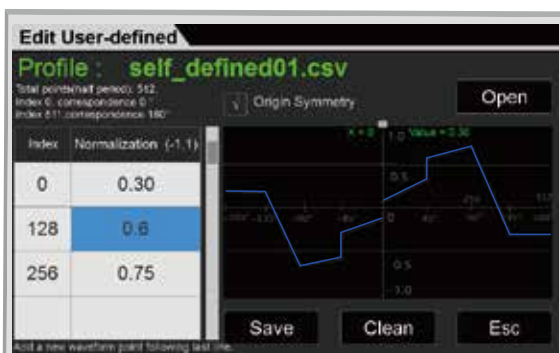 Edit User-defined
Profile : self_defined01.csv
Total points(half period): 512.
Index 0, correspondence 0°
Index 511, correspondence 180°
√ Origin Symmetry
Open
Index Normalization (-1,1)
0 0.30
128 0.6
256 0.75
X = 0 Value = 0.30
1.0
0.5
0
0.5
-1.0
Save Clean Esc
Add a new waveform point following last line.